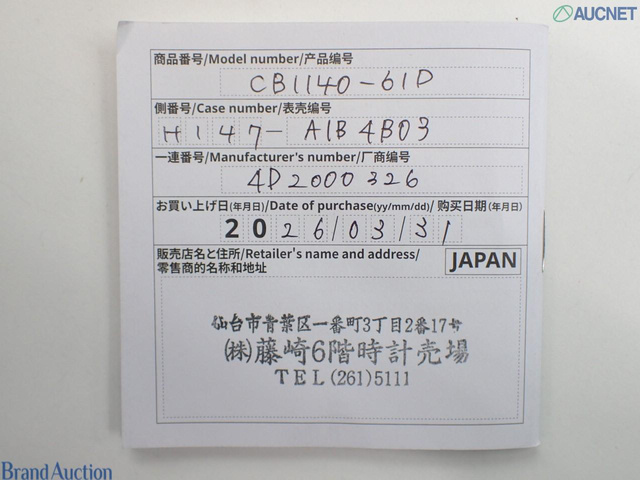 AUCNET
商品番号/Model number/产品编号
CB1140-61D
側番号/Case number/表壳编号
H147- A1B4B03
一連番号/Manufacturer's number/厂商编号
4D2000326
お買い上げ日(年月日)/Date of purchase(yy/mm/dd)/ 购买日期(年月日)
2026/03/31
販売店名と住所/Retailer's name and address/
零售商的名称和地址
JAPAN
仙台市青葉区一番町3丁目2番17号
(株)藤崎6階時計売場
TEL(261)5111
Brand Auction